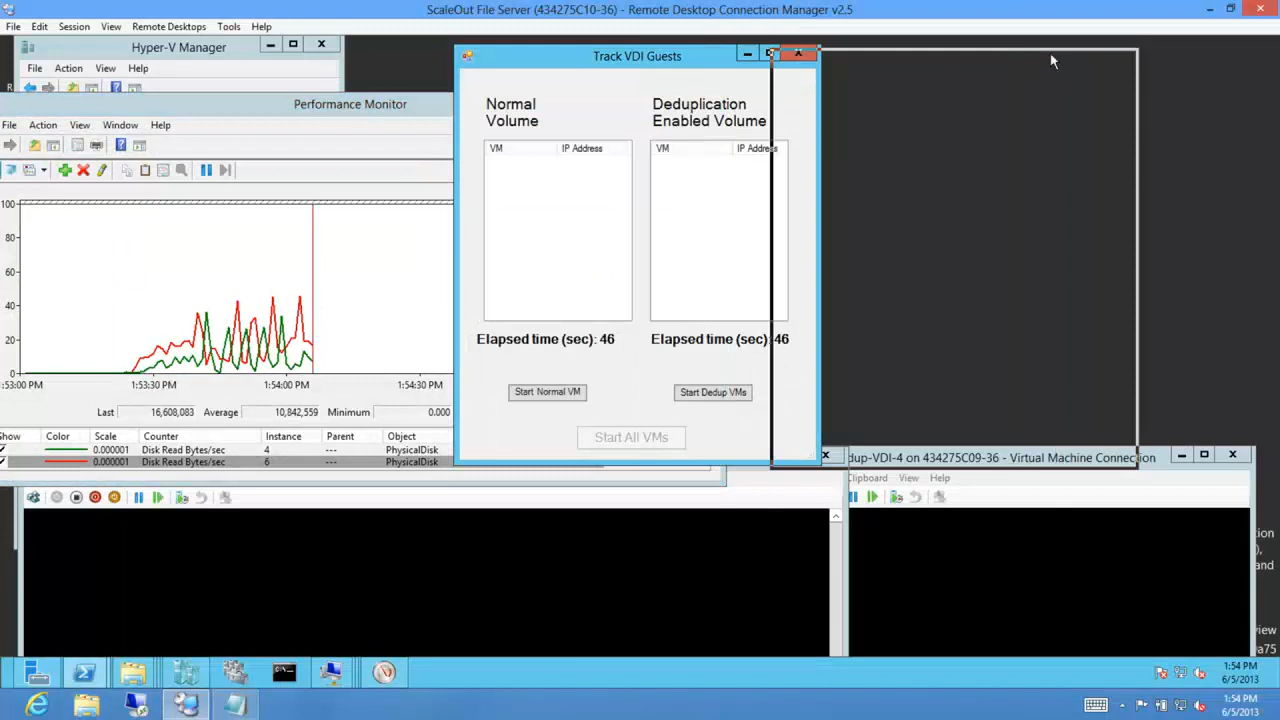 ScaleOut File Server (434275C10-36) - Remote Desktop Connection Manager v2.5
File Edit Session View Remote Desktops Tools Help
Hyper-V Manager
File Action View Help
Performance Monitor
File Action View Window Help
100
80
60
40
20
0
1:53:00 PM 1:53:30 PM 1:54:00 PM 1:54:30 PM
Last 16,608,083 Average 10,842,559 Minimum 0.000
Show Color Scale Counter Instance Parent Object
0.000001 Disk Read Bytes/sec 4 --- PhysicalDisk
0.000001 Disk Read Bytes/sec 6 --- PhysicalDisk
Track VDI Guests
Normal
Volume
Deduplication
Enabled Volume
VM IP Address
VM IP Address
Elapsed time (sec): 46
Elapsed time (sec): 46
Start Normal VM
Start Dedup VMs
Start All VMs
dup-VDI-4 on 434275C09-36 - Virtual Machine Connection
Clipboard View Help
tion
and
view
1:54 PM
6/5/2013
1:54 PM
6/5/2013